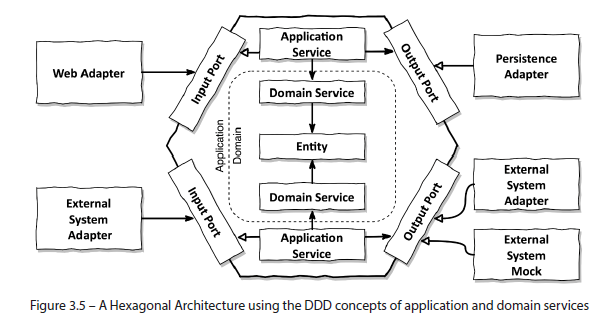 Application
Service
Input Port
Output Port
Web Adapter
Persistence
Adapter
Domain Service
Application
Domain
Entity
Input Port
Output Port
External
System
Adapter
Domain Service
External
System
Adapter
Application
Service
External
System
Mock
Figure 3.5 – A Hexagonal Architecture using the DDD concepts of application and domain services